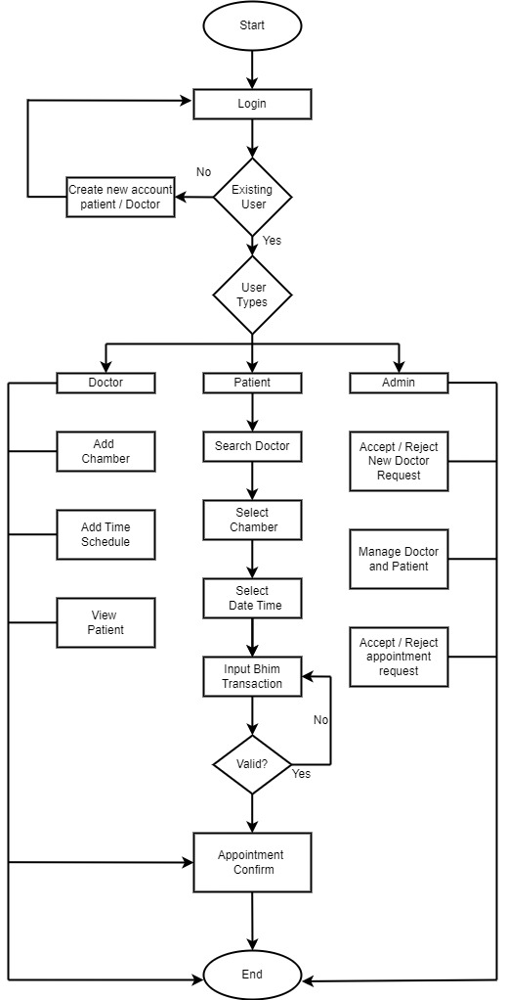 Start
Login
No
Existing
User
Create new account
patient / Doctor
Yes
User
Types
Doctor
Patient
Admin
Add
Chamber
Search Doctor
Accept / Reject
New Doctor
Request
Select
Chamber
Add Time
Schedule
Manage Doctor
and Patient
Select
Date Time
View
Patient
Input Bhim
Transaction
Accept / Reject
appointment
request
No
Valid?
Yes
Appointment
Confirm
End